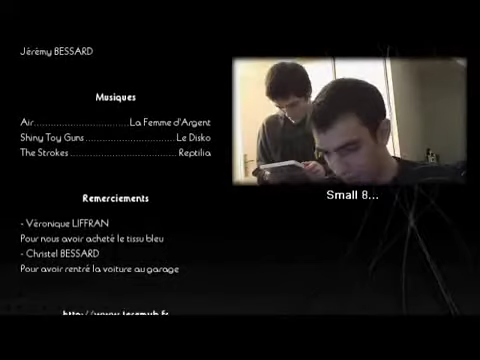 Jérémy BESSARD
Musiques
Air..............................La Femme d'Argent
Shiny Toy Guns.............................Le Disko
The Strokes..................................Reptilia
Remerciements
- Véronique LIFFRAN
Pour nous avoir acheté le tissu bleu
- Christel BESSARD
Pour avoir rentré la voiture au garage
Small 8...